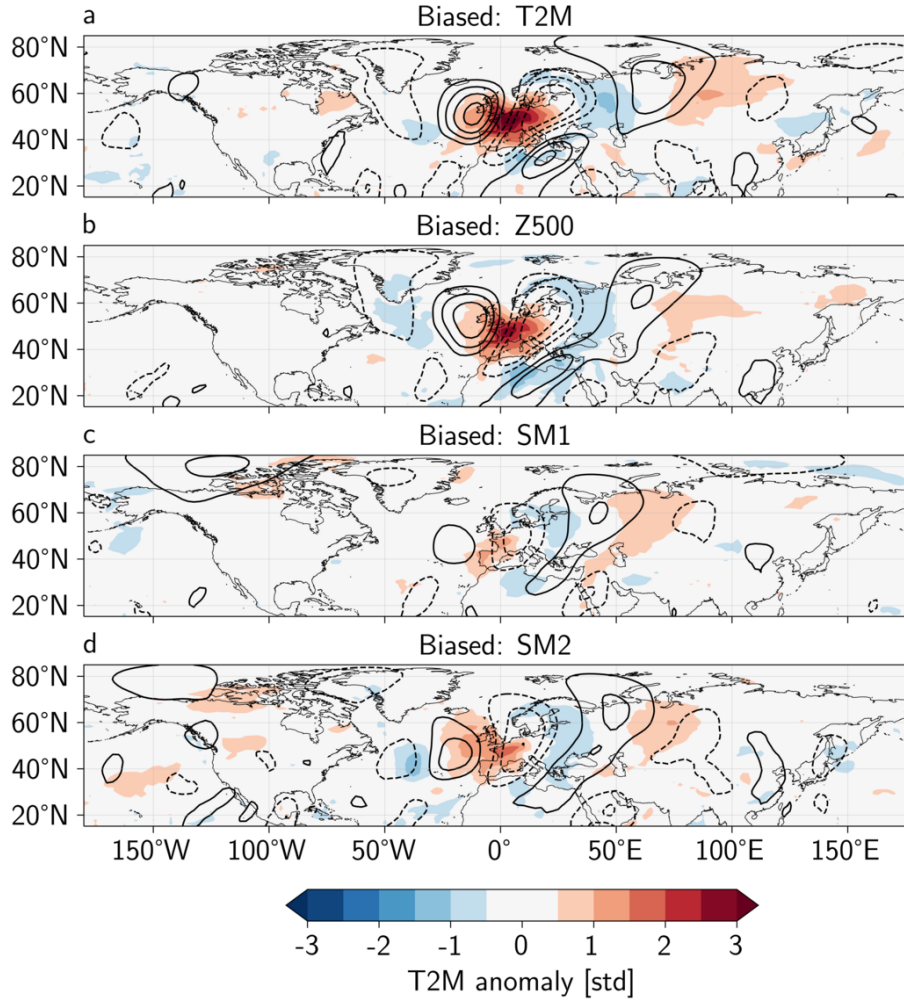 a Biased: T2M
80°N
60°N
40°N
20°N
b Biased: Z500
80°N
60°N
40°N
20°N
c Biased: SM1
80°N
60°N
40°N
20°N
d Biased: SM2
80°N
60°N
40°N
20°N
150°W 100°W 50°W 0° 50°E 100°E 150°E
-3 -2 -1 0 1 2 3
T2M anomaly [std]